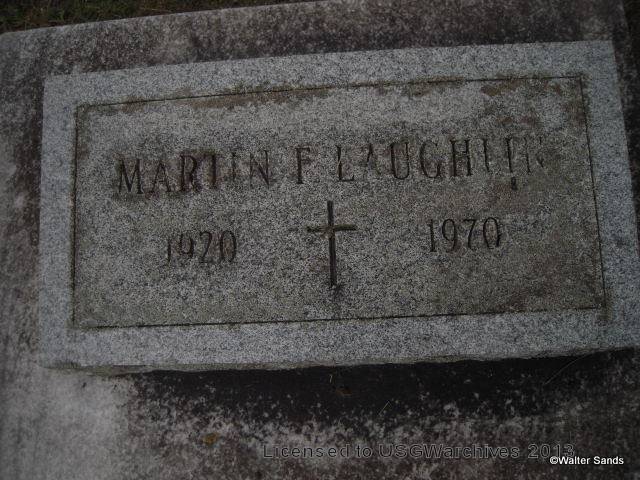 MARTIN F LAUGHLIN
1920 1970
Licensed to USGWarchives 2013
©Walter Sands